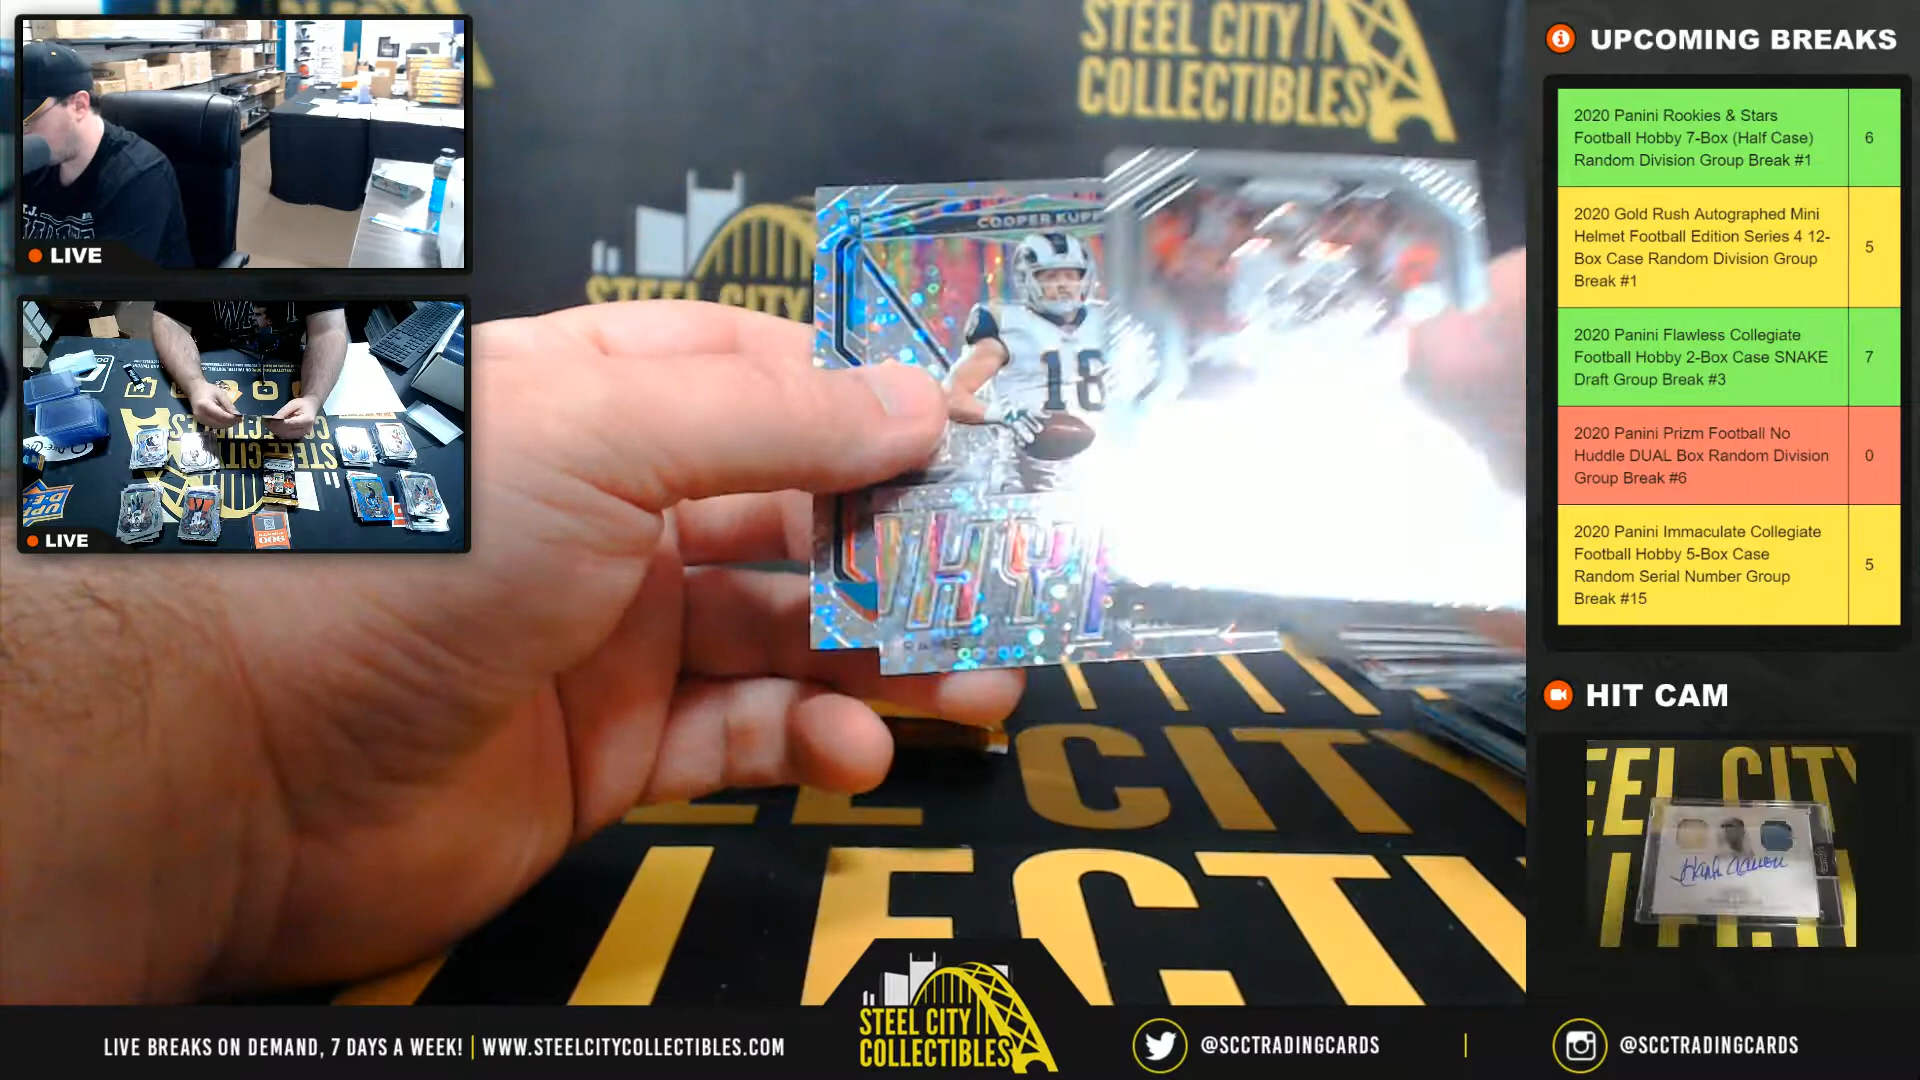 STEEL CITY
COLLECTIBLES
LIVE
LIVE
STEEL CITY
COOPER KUPP
18
RAMS
LECTI
HIT CAM
UPCOMING BREAKS
2020 Panini Rookies & Stars
Football Hobby 7-Box (Half Case)
Random Division Group Break #1
6
2020 Gold Rush Autographed Mini
Helmet Football Edition Series 4 12-
Box Case Random Division Group
Break #1
5
2020 Panini Flawless Collegiate
Football Hobby 2-Box Case SNAKE
Draft Group Break #3
7
2020 Panini Prizm Football No
Huddle DUAL Box Random Division
Group Break #6
0
2020 Panini Immaculate Collegiate
Football Hobby 5-Box Case
Random Serial Number Group
Break #15
5
LIVE BREAKS ON DEMAND, 7 DAYS A WEEK! | WWW.STEELCITYCOLLECTIBLES.COM
STEEL CITY
COLLECTIBLES
@SCCTRADINGCARDS
@SCCTRADINGCARDS